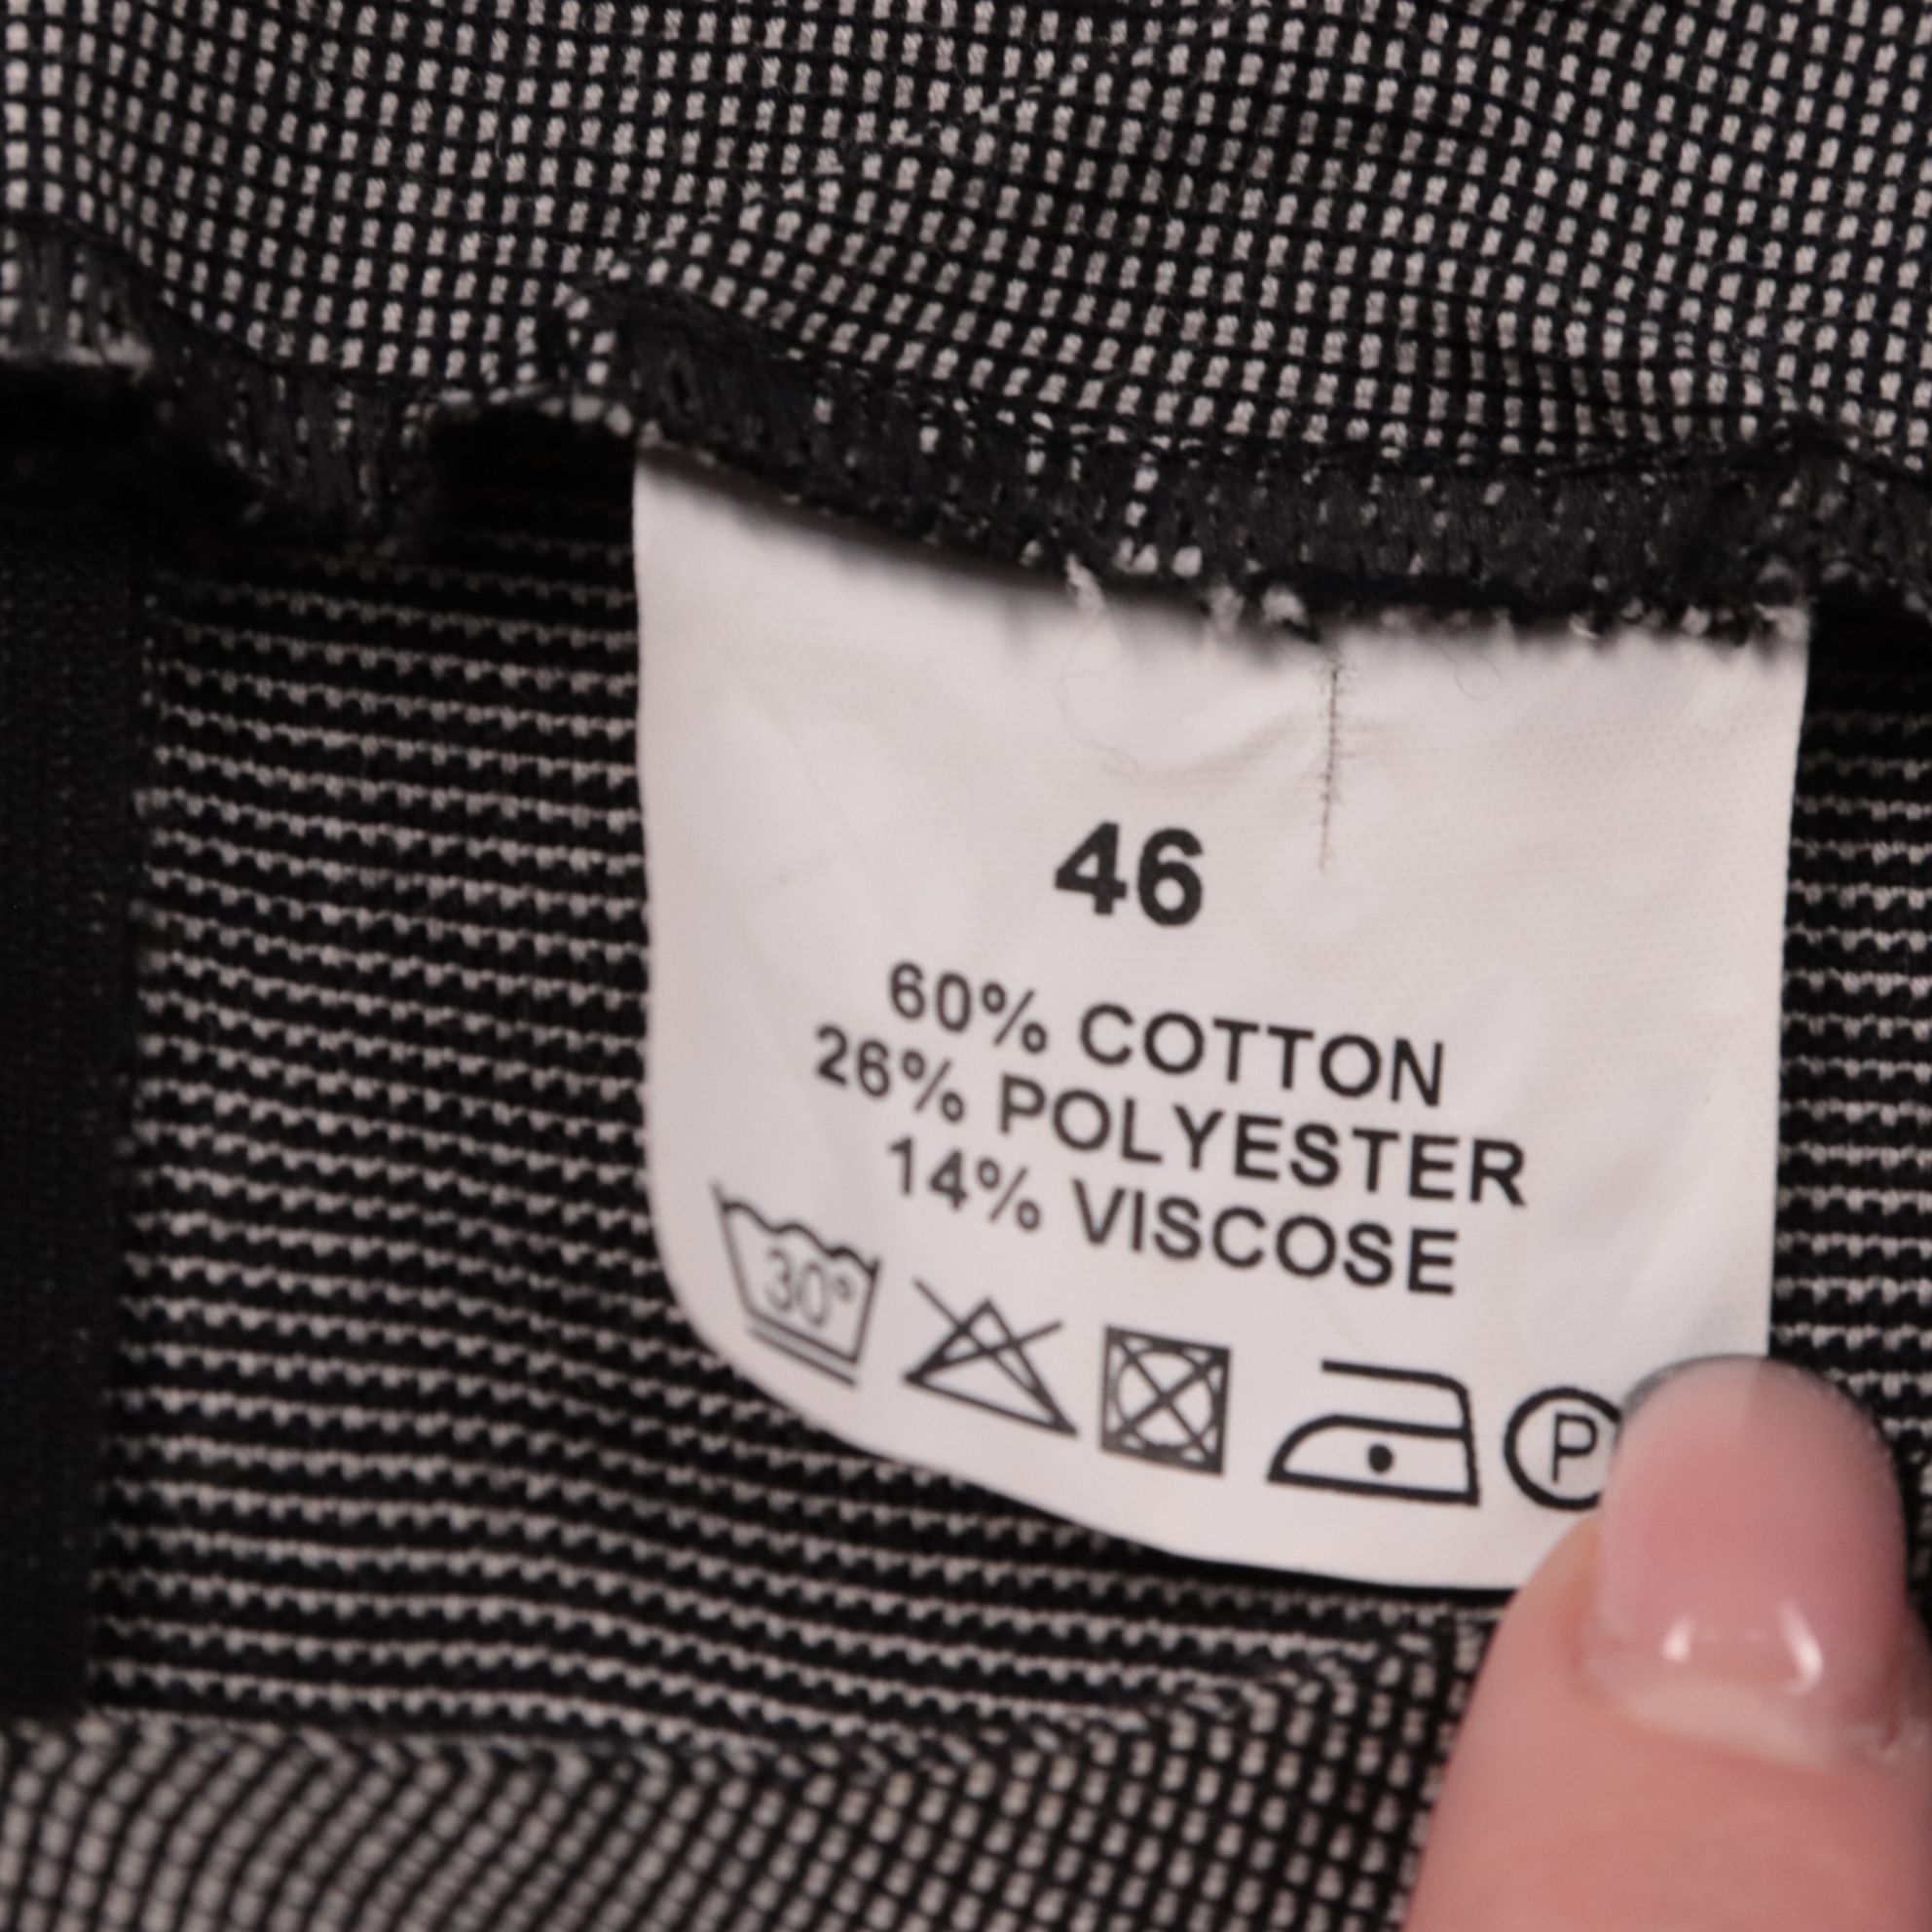 46
60% COTTON
26% POLYESTER
14% VISCOSE
30°
P